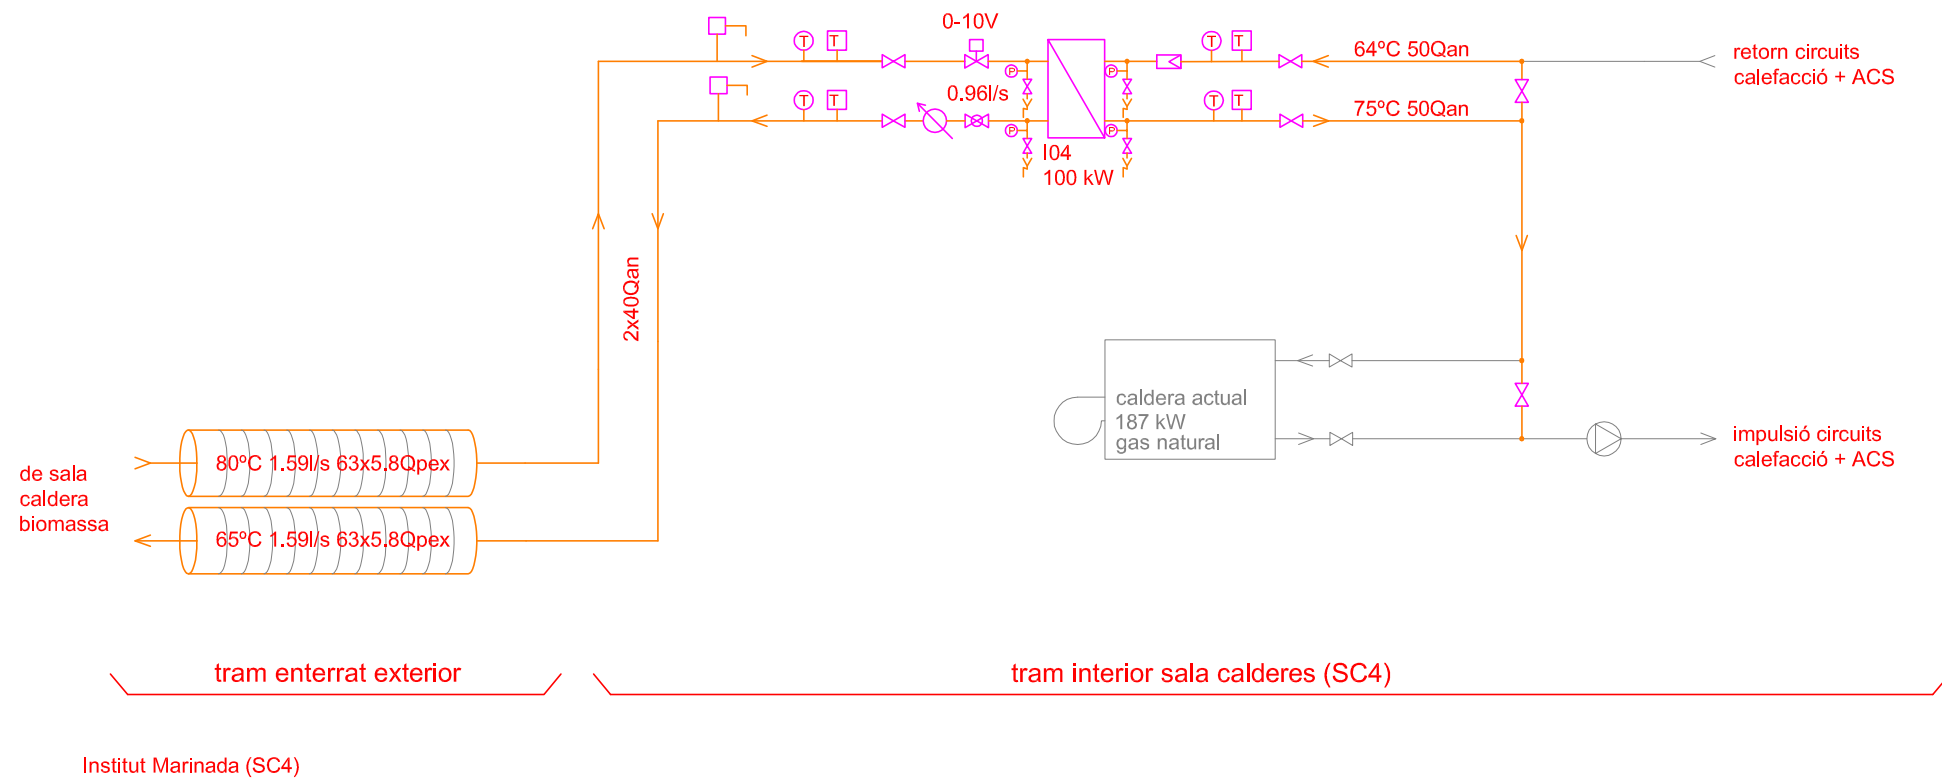 0-10V
T T
T
T
64ºC 50Qan
retorn circuits
calefacció + ACS
P
P
0.96l/s
T T
T
T
75ºC 50Qan
P
P
I04
100 kW
2x40Qan
caldera actual
187 kW
gas natural
impulsió circuits
calefacció + ACS
de sala
caldera
biomassa
80ºC 1.59l/s 63x5.8Qpex
65ºC 1.59l/s 63x5.8Qpex
tram enterrat exterior
tram interior sala calderes (SC4)
Institut Marinada (SC4)